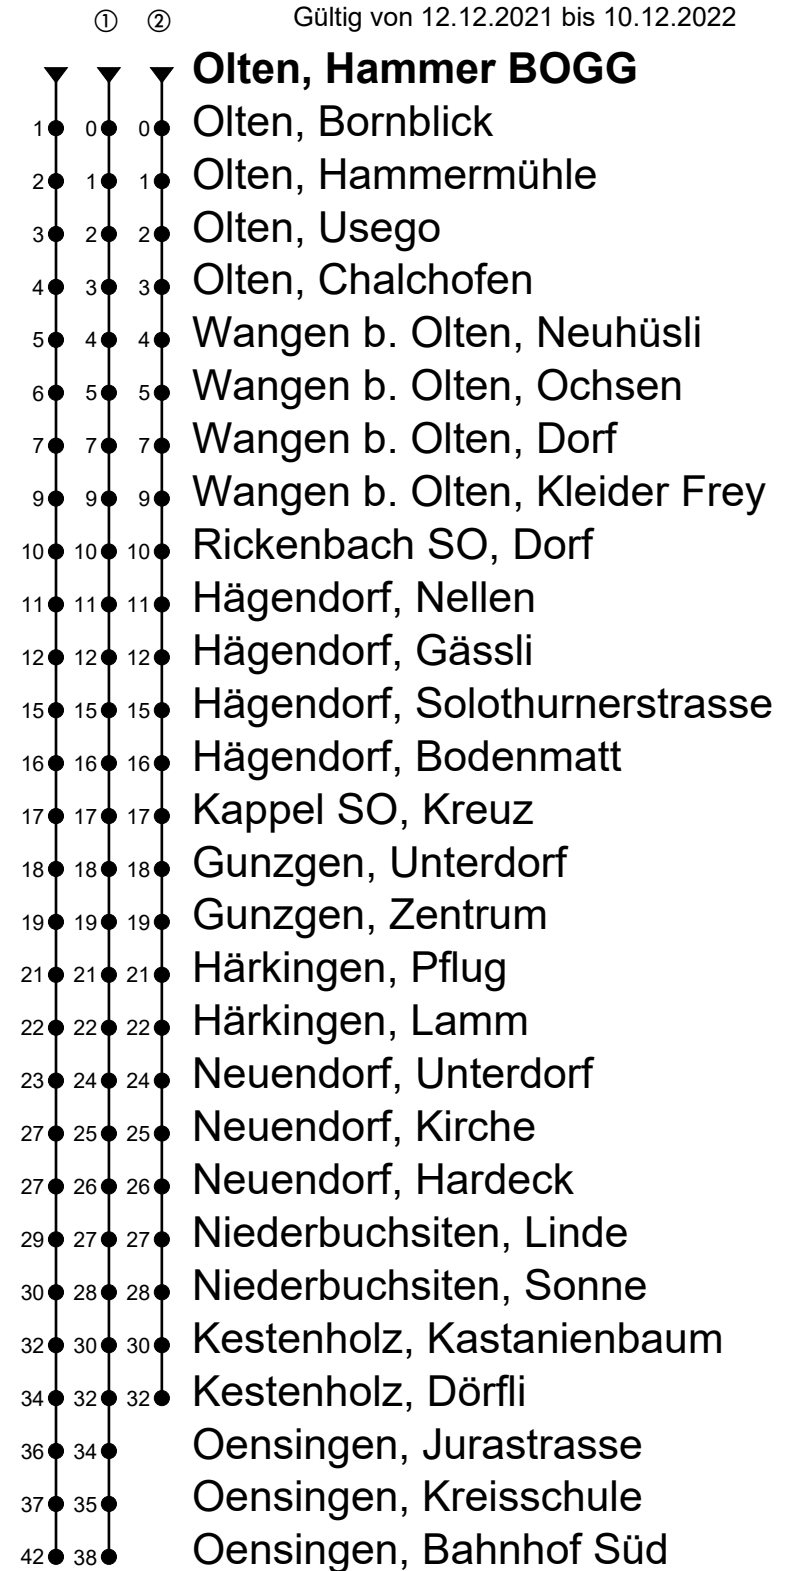 ① ② Gültig von 12.12.2021 bis 10.12.2022
Olten, Hammer BOGG
1 0 0 Olten, Bornblick
2 1 1 Olten, Hammermühle
3 2 2 Olten, Usego
4 3 3 Olten, Chalchofen
5 4 4 Wangen b. Olten, Neuhüsli
6 5 5 Wangen b. Olten, Ochsen
7 7 7 Wangen b. Olten, Dorf
9 9 9 Wangen b. Olten, Kleider Frey
10 10 10 Rickenbach SO, Dorf
11 11 11 Hägendorf, Nellen
12 12 12 Hägendorf, Gässli
15 15 15 Hägendorf, Solothurnerstrasse
16 16 16 Hägendorf, Bodenmatt
17 17 17 Kappel SO, Kreuz
18 18 18 Gunzgen, Unterdorf
19 19 19 Gunzgen, Zentrum
21 21 21 Härkingen, Pflug
22 22 22 Härkingen, Lamm
23 24 24 Neuendorf, Unterdorf
27 25 25 Neuendorf, Kirche
27 26 26 Neuendorf, Hardeck
29 27 27 Niederbuchsiten, Linde
30 28 28 Niederbuchsiten, Sonne
32 30 30 Kestenholz, Kastanienbaum
34 32 32 Kestenholz, Dörfli
36 34 Oensingen, Jurastrasse
37 35 Oensingen, Kreisschule
42 38 Oensingen, Bahnhof Süd